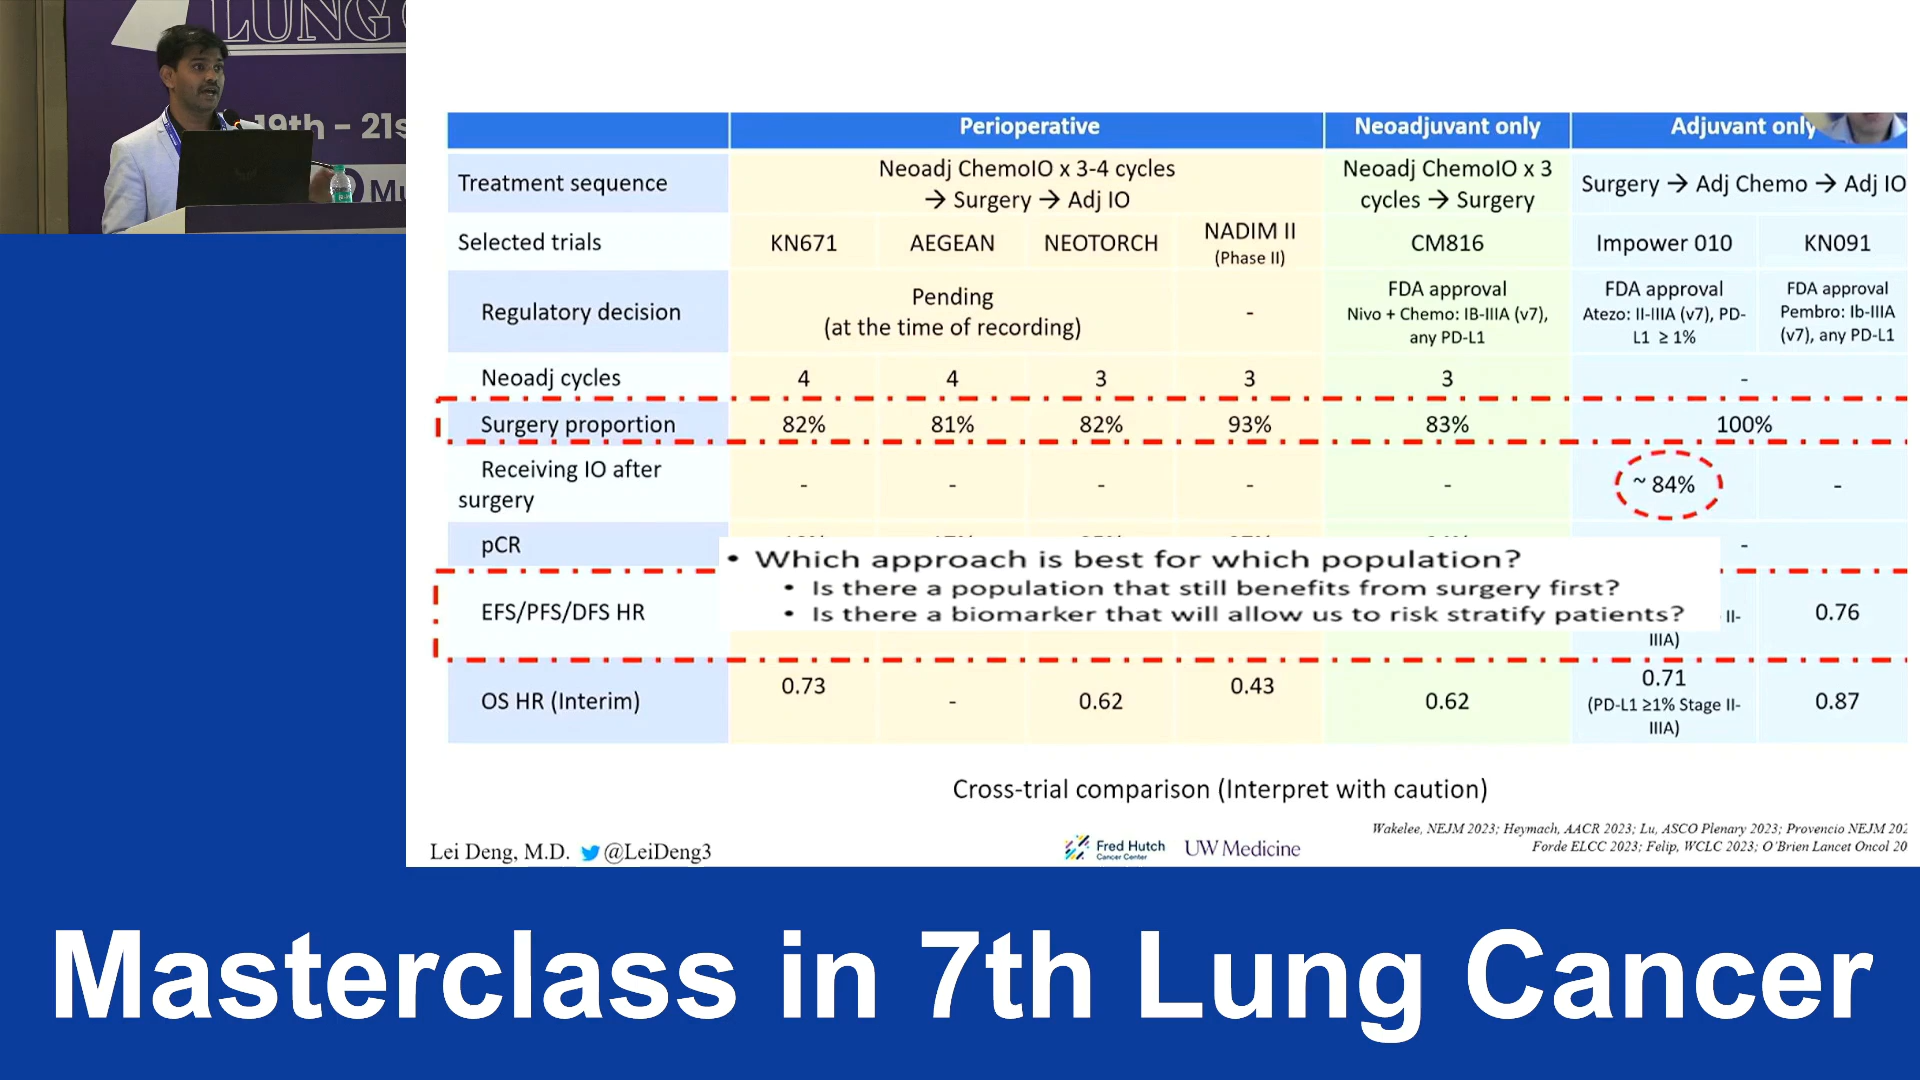 LUNG
19th - 21s
Mu
Perioperative
Neoadjuvant only
Adjuvant only
Treatment sequence
Neoadj ChemoIO x 3-4 cycles
→ Surgery → Adj IO
Neoadj ChemoIO x 3
cycles → Surgery
Surgery → Adj Chemo → Adj IO
Selected trials
KN671
AEGEAN
NEOTORCH
NADIM II
(Phase II)
CM816
Impower 010
KN091
Regulatory decision
Pending
(at the time of recording)
-
FDA approval
Nivo + Chemo: IB-IIIA (v7),
any PD-L1
FDA approval
Atezo: II-IIIA (v7), PD-
L1 ≥ 1%
FDA approval
Pembro: Ib-IIIA
(v7), any PD-L1
Neoadj cycles
4
4
3
3
3
-
Surgery proportion
82%
81%
82%
93%
83%
100%
Receiving IO after
surgery
-
-
-
-
-
~ 84%
-
pCR
-
• Which approach is best for which population?
• Is there a population that still benefits from surgery first?
• Is there a biomarker that will allow us to risk stratify patients?
EFS/PFS/DFS HR
II-
IIIA)
0.76
OS HR (Interim)
0.73
-
0.62
0.43
0.62
0.71
(PD-L1 ≥1% Stage II-
IIIA)
0.87
Cross-trial comparison (Interpret with caution)
Wakelee, NEJM 2023; Heymach, AACR 2023; Lu, ASCO Plenary 2023; Provencio NEJM 202
Forde ELCC 2023; Felip, WCLC 2023; O'Brien Lancet Oncol 20
Lei Deng, M.D. @LeiDeng3
Fred Hutch
Cancer Center
UW Medicine
Masterclass in 7th Lung Cancer